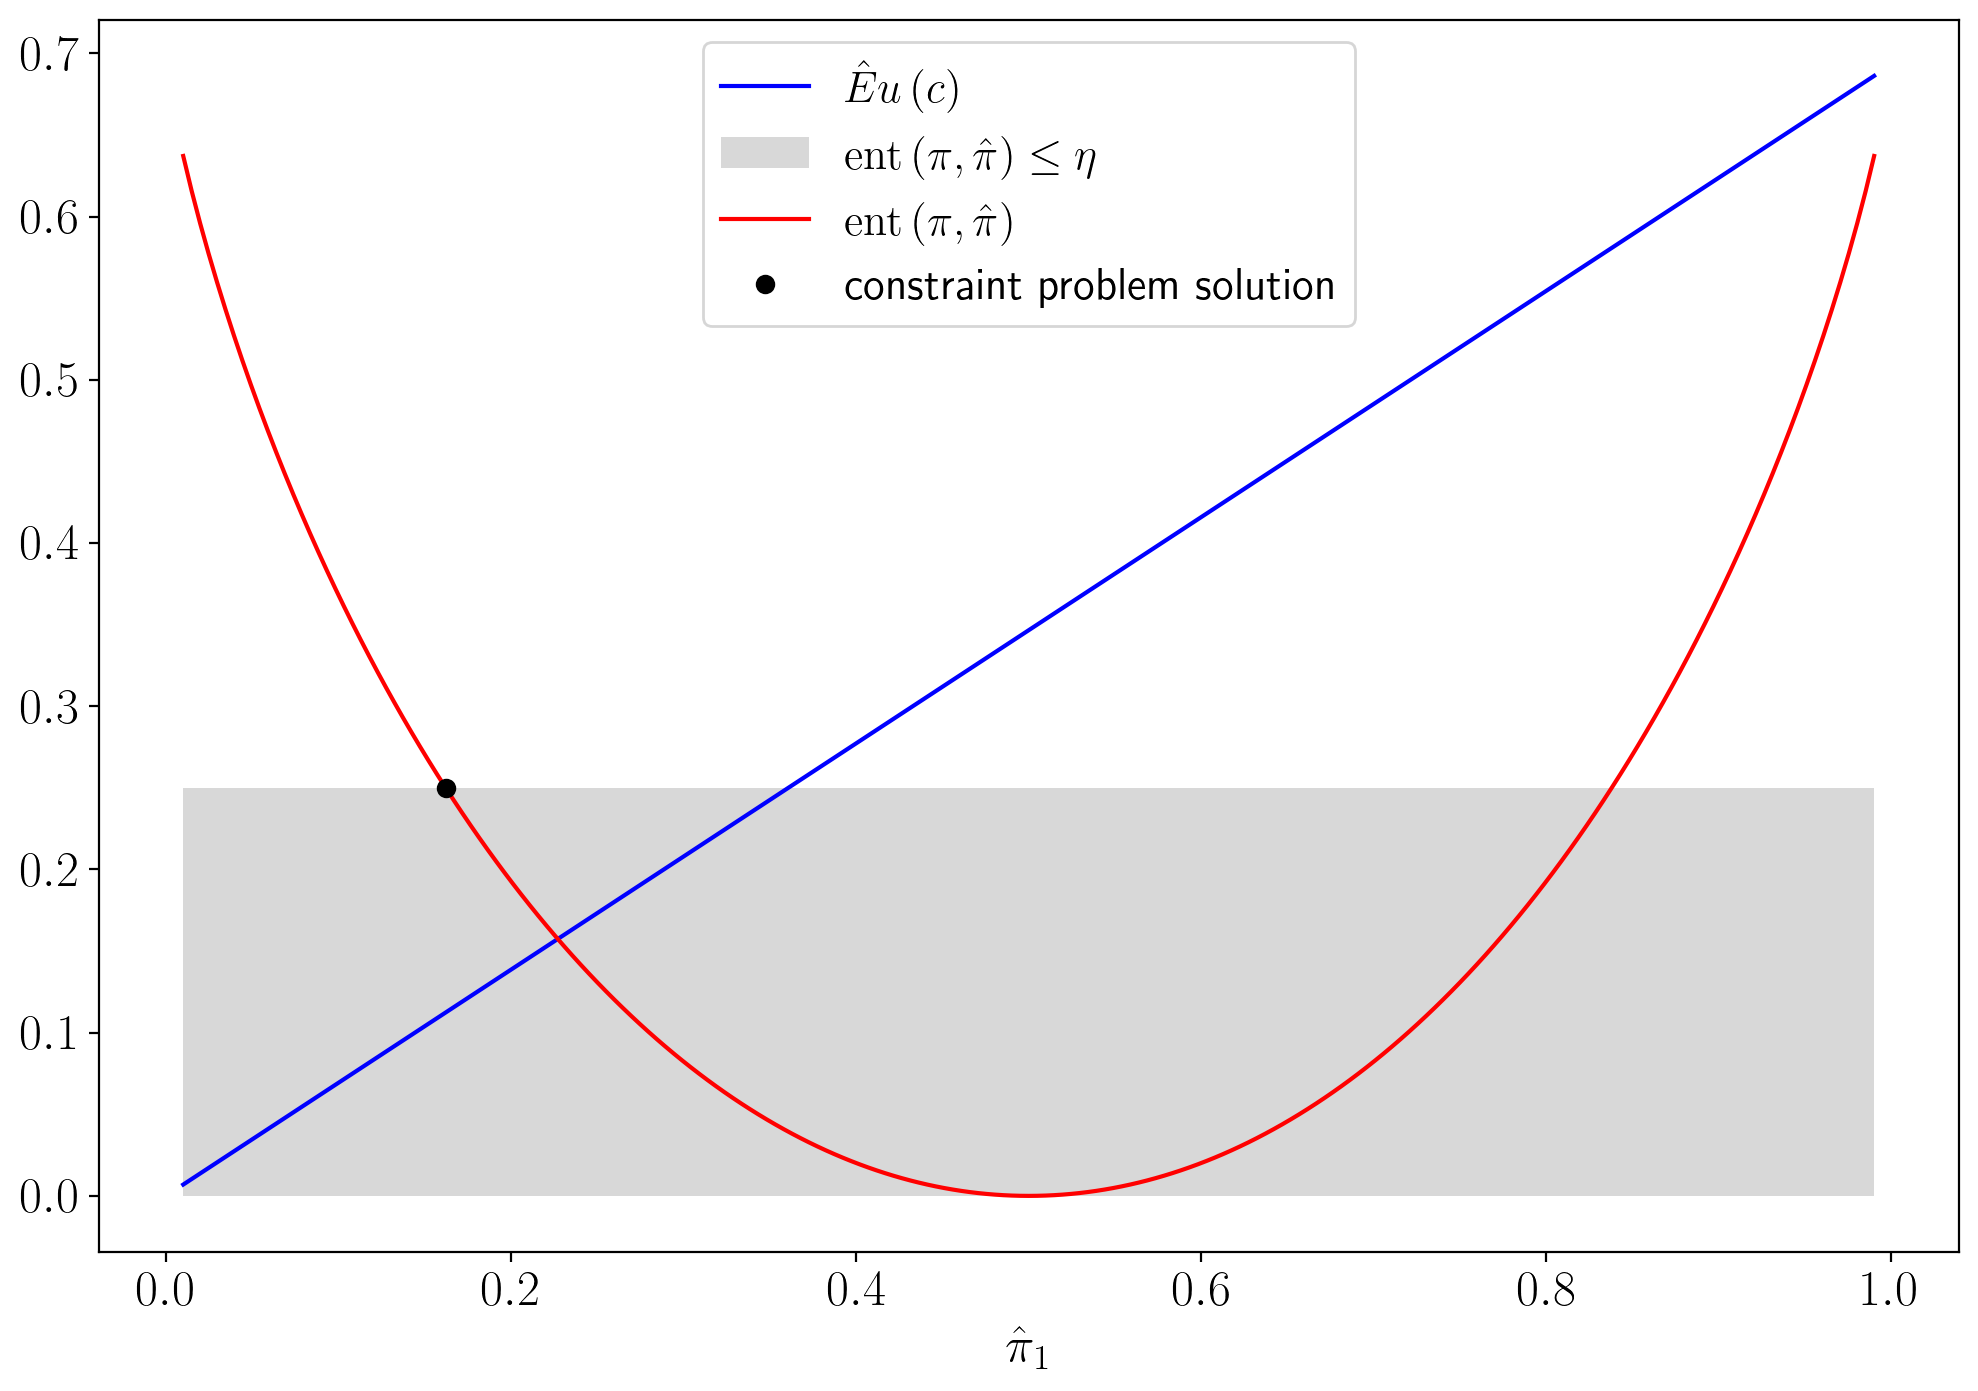 0.7
0.6
0.5
0.4
0.3
0.2
0.1
0.0
Êu (c)
ent (π, π̂) ≤ η
ent (π, π̂)
constraint problem solution
0.0 0.2 0.4 0.6 0.8 1.0
π̂₁